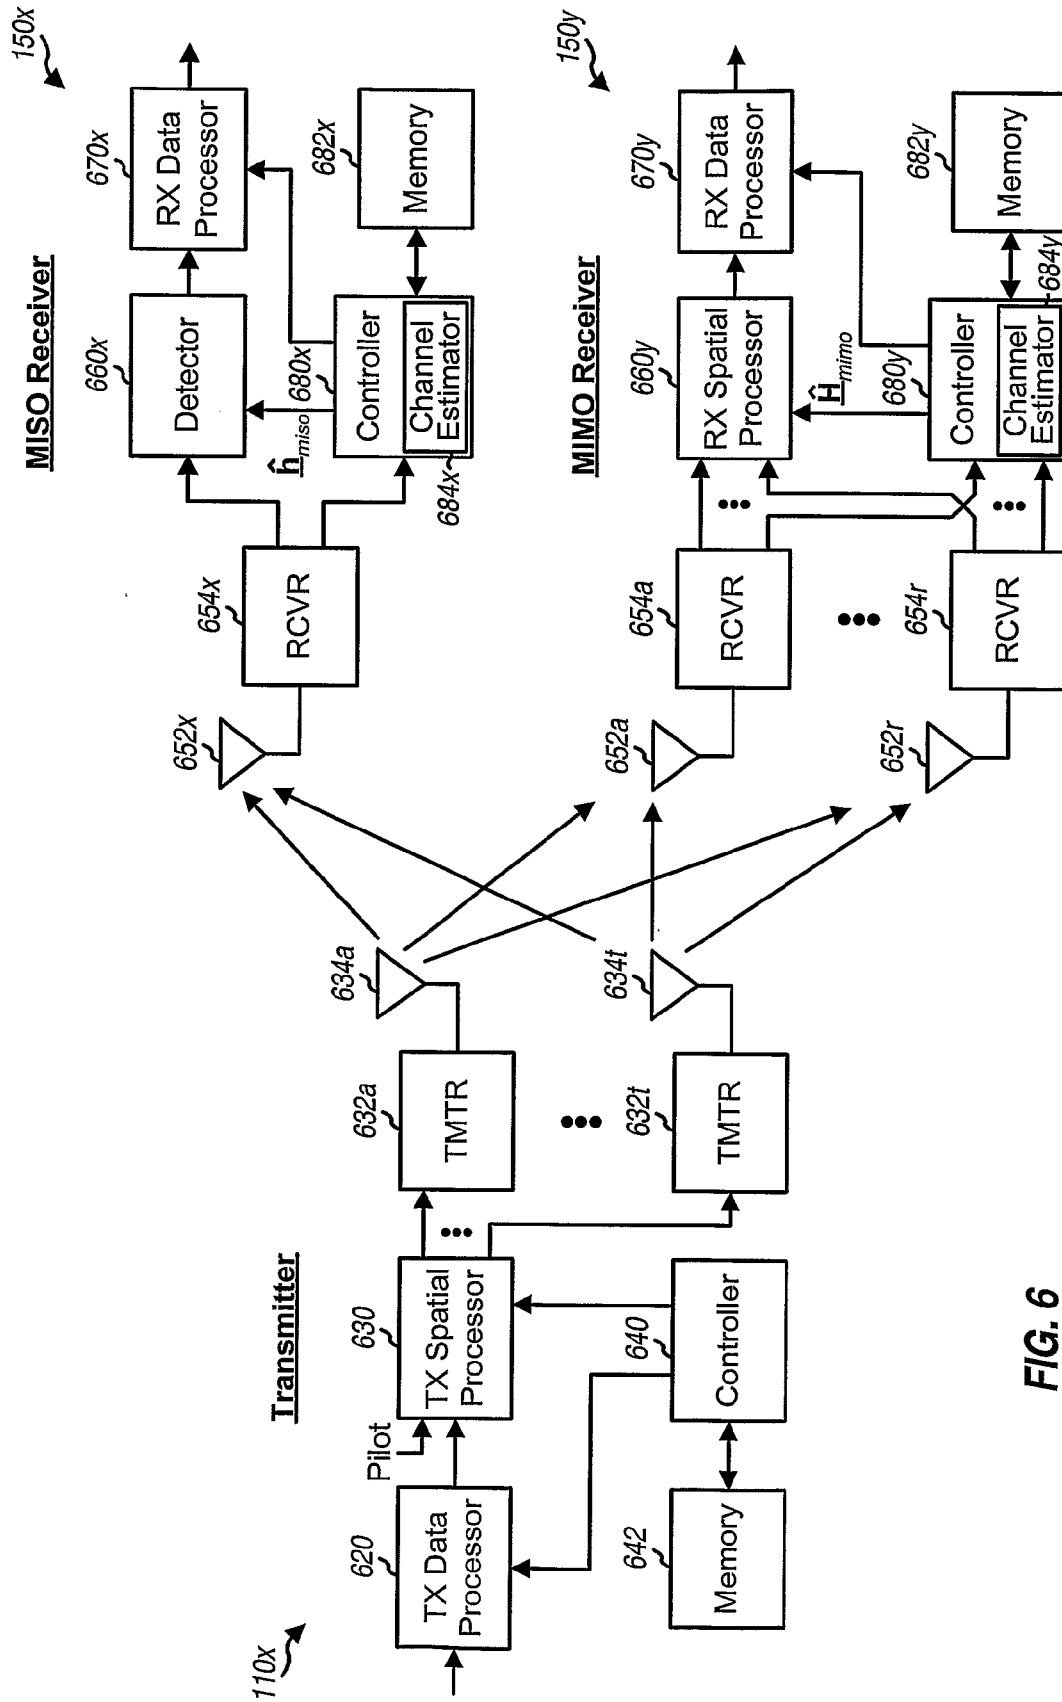 Transmitter
110x
620
TX Data
Processor
Pilot
630
TX Spatial
Processor
632a
TMTR
634a
632t
TMTR
634t
640
Controller
642
Memory
MISO Receiver
150x
652x
654x
RCVR
660x
Detector
670x
RX Data
Processor
ĥmiso
680x
Controller
Channel
Estimator
684x
682x
Memory
MIMO Receiver
150y
652a
654a
RCVR
652r
654r
RCVR
660y
RX Spatial
Processor
670y
RX Data
Processor
Ĥmimo
680y
Controller
Channel
Estimator
684y
682y
Memory
FIG. 6